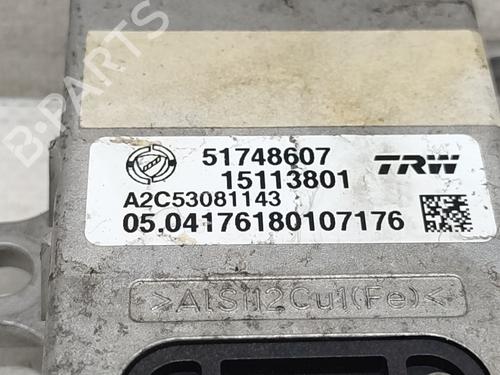 B-PARTS
51748607
TRW
15113801
A2C53081143
05.04176180107176
>AlSi12Cu1(Fe)<